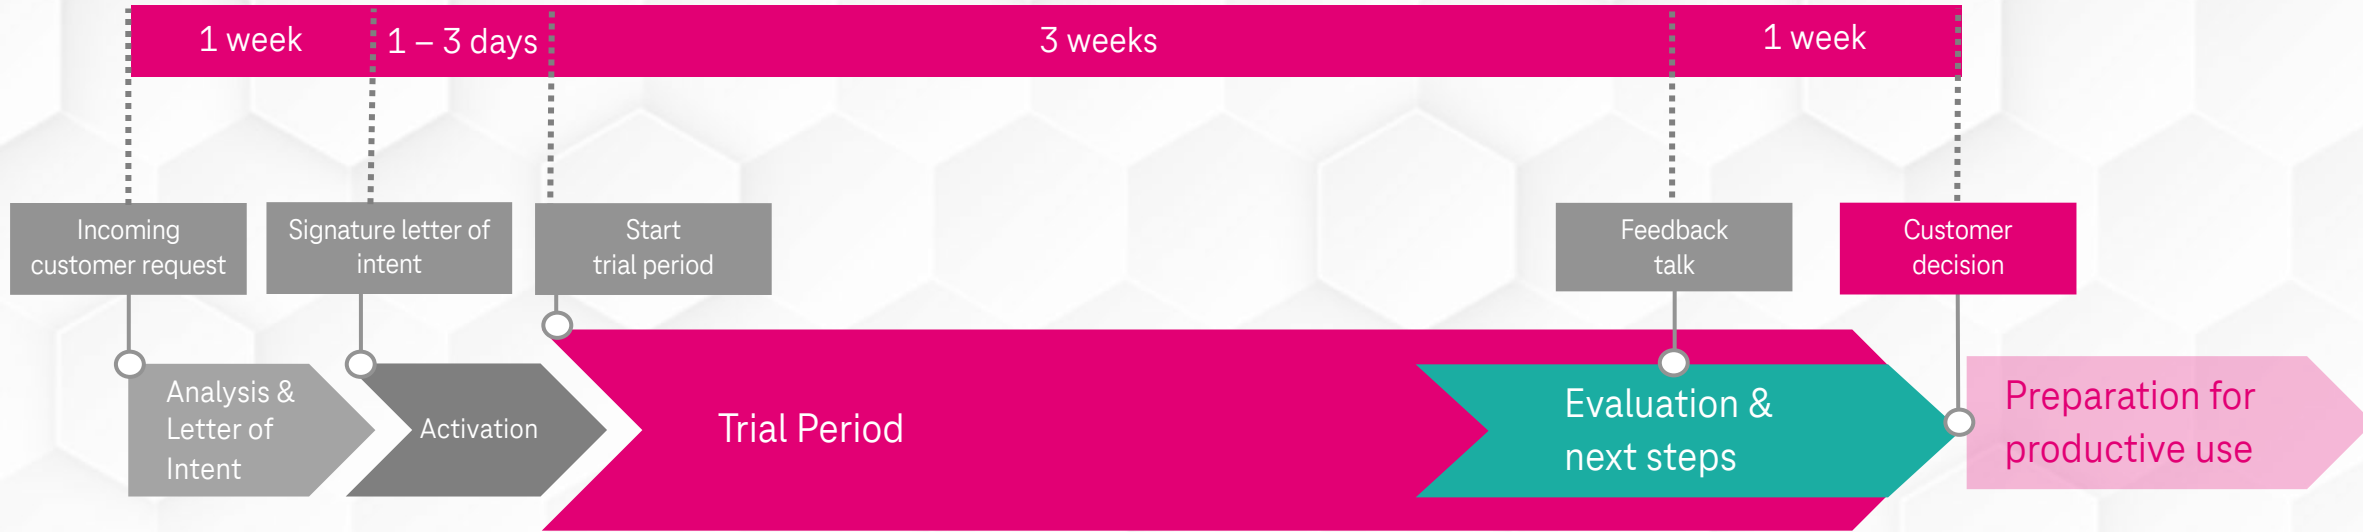 1 week
1 – 3 days
3 weeks
1 week
Incoming
customer request
Signature letter of
intent
Start
trial period
Feedback
talk
Customer
decision
Analysis &
Letter of
Intent
Activation
Trial Period
Evaluation &
next steps
Preparation for
productive use